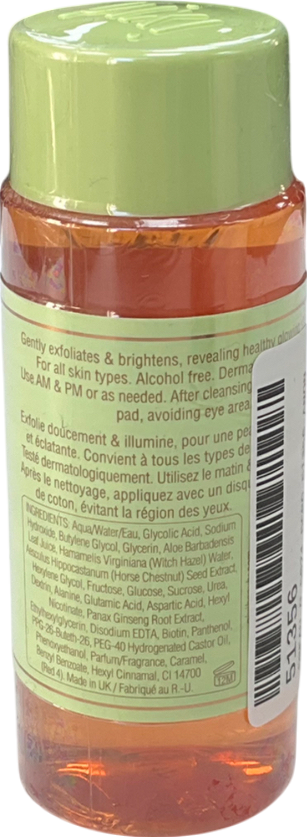 Pixi
Gently exfoliates & brightens, revealing healthy glowi
For all skin types. Alcohol free. Derma
Use AM & PM or as needed. After cleansing
pad, avoiding eye area
Exfolie doucement & illumine, pour une pe
et éclatante. Convient à tous les types de
Testé dermatologiquement. Utilisez le matin &
Après le nettoyage, appliquez avec un disqu
de coton, évitant la région des yeux.
INGREDIENTS: Aqua/Water/Eau, Glycolic Acid, Sodium
Hydroxide, Butylene Glycol, Glycerin, Aloe Barbadensis
Leaf Juice, Hamamelis Virginiana (Witch Hazel) Water,
Aesculus Hippocastanum (Horse Chestnut) Seed Extract,
Hexylene Glycol, Fructose, Glucose, Sucrose, Urea,
Dextrin, Alanine, Glutamic Acid, Aspartic Acid, Hexyl
Nicotinate, Panax Ginseng Root Extract,
Ethylhexylglycerin, Disodium EDTA, Biotin, Panthenol,
PPG-26-Buteth-26, PEG-40 Hydrogenated Castor Oil,
Phenoxyethanol, Parfum/Fragrance, Caramel,
Benzyl Benzoate, Hexyl Cinnamal, CI 14700
(Red 4). Made in UK / Fabriqué au R.-U.
12M
51356